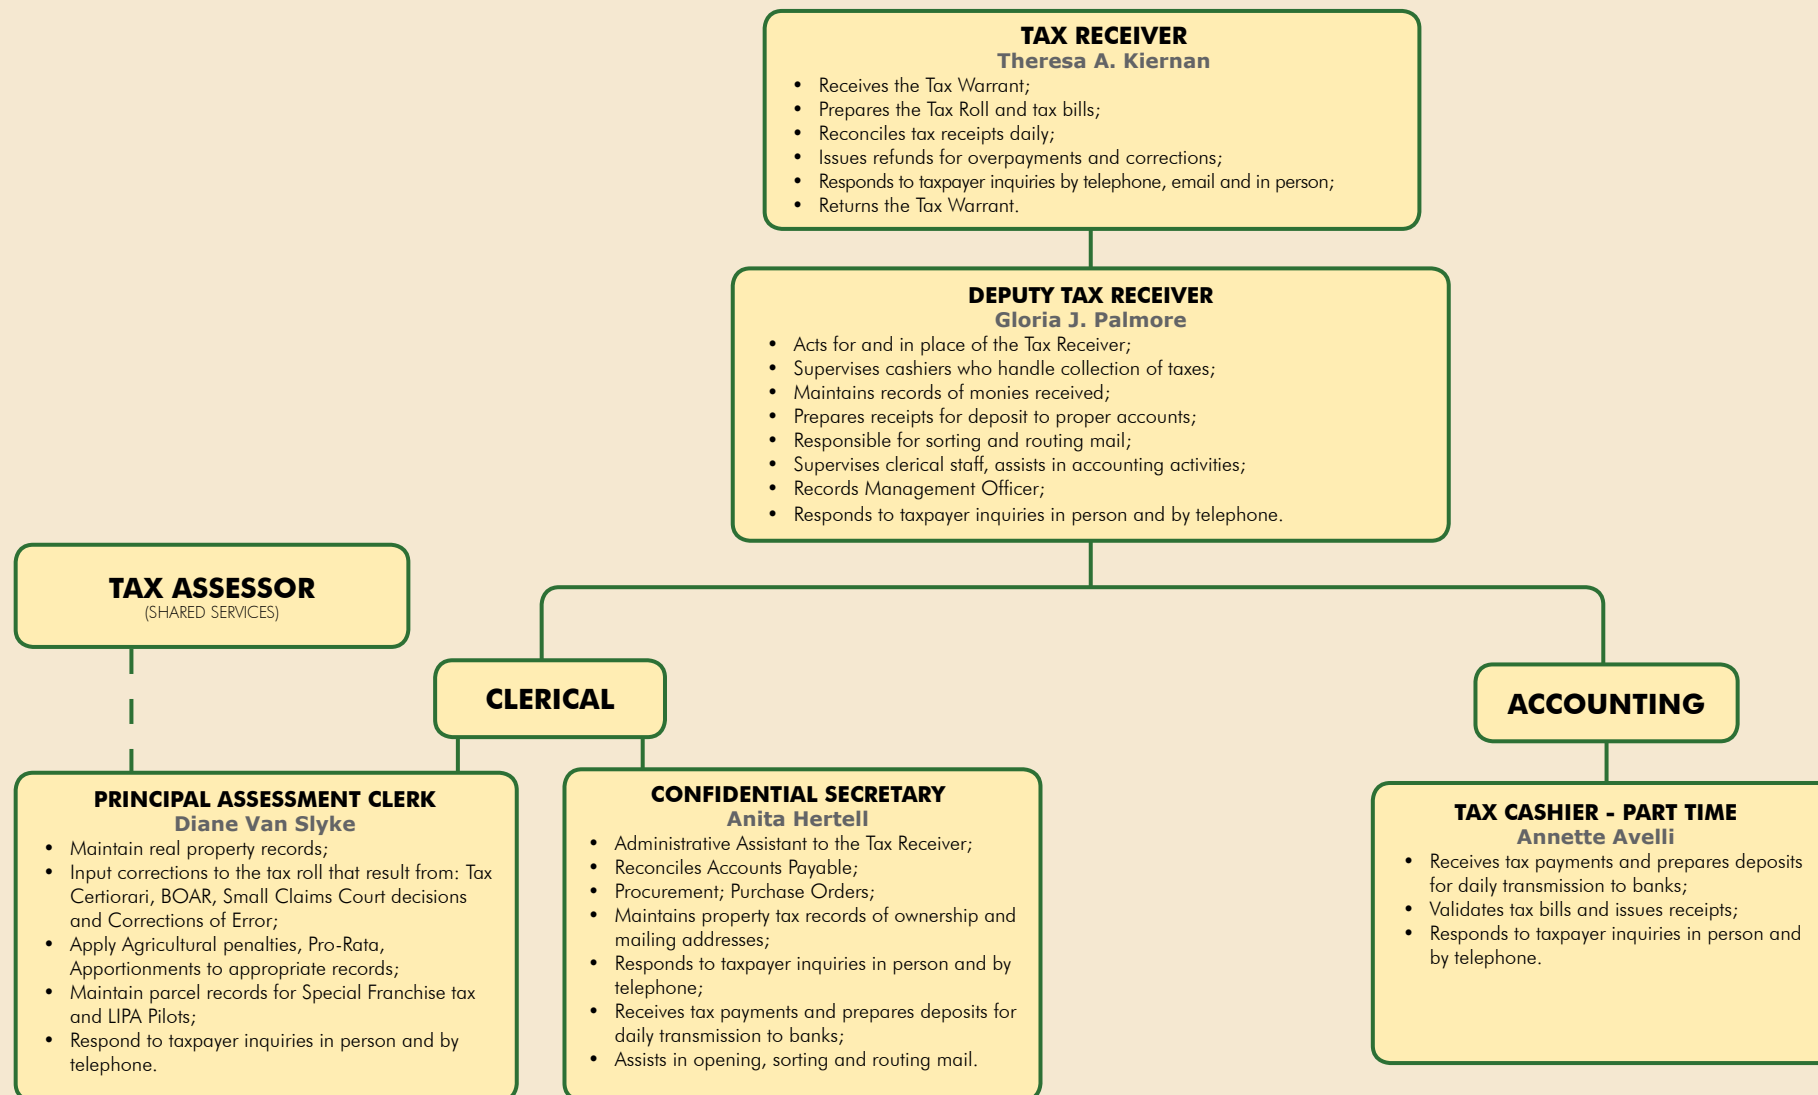 TAX RECEIVER
Theresa A. Kiernan
• Receives the Tax Warrant;
• Prepares the Tax Roll and tax bills;
• Reconciles tax receipts daily;
• Issues refunds for overpayments and corrections;
• Responds to taxpayer inquiries by telephone, email and in person;
• Returns the Tax Warrant.
DEPUTY TAX RECEIVER
Gloria J. Palmore
• Acts for and in place of the Tax Receiver;
• Supervises cashiers who handle collection of taxes;
• Maintains records of monies received;
• Prepares receipts for deposit to proper accounts;
• Responsible for sorting and routing mail;
• Supervises clerical staff, assists in accounting activities;
• Records Management Officer;
• Responds to taxpayer inquiries in person and by telephone.
TAX ASSESSOR
(SHARED SERVICES)
CLERICAL
ACCOUNTING
PRINCIPAL ASSESSMENT CLERK
Diane Van Slyke
• Maintain real property records;
• Input corrections to the tax roll that result from: Tax
Certiorari, BOAR, Small Claims Court decisions
and Corrections of Error;
• Apply Agricultural penalties, Pro-Rata,
Apportionments to appropriate records;
• Maintain parcel records for Special Franchise tax
and LIPA Pilots;
• Respond to taxpayer inquiries in person and by
telephone.
CONFIDENTIAL SECRETARY
Anita Hertell
• Administrative Assistant to the Tax Receiver;
• Reconciles Accounts Payable;
• Procurement; Purchase Orders;
• Maintains property tax records of ownership and
mailing addresses;
• Responds to taxpayer inquiries in person and by
telephone;
• Receives tax payments and prepares deposits for
daily transmission to banks;
• Assists in opening, sorting and routing mail.
TAX CASHIER - PART TIME
Annette Avelli
• Receives tax payments and prepares deposits
for daily transmission to banks;
• Validates tax bills and issues receipts;
• Responds to taxpayer inquiries in person and
by telephone.